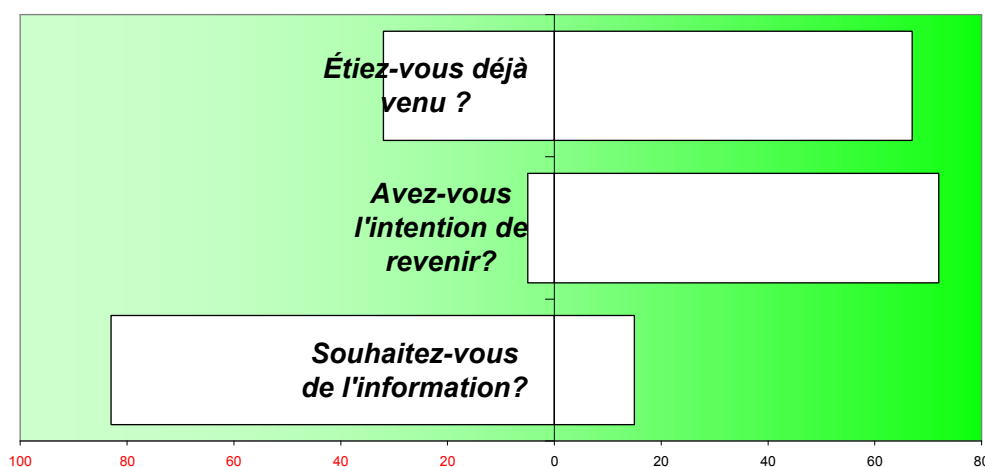 Étiez-vous déjà
venu ?
Avez-vous
l'intention de
revenir?
Souhaitez-vous
de l'information?
100 80 60 40 20 0 20 40 60 80